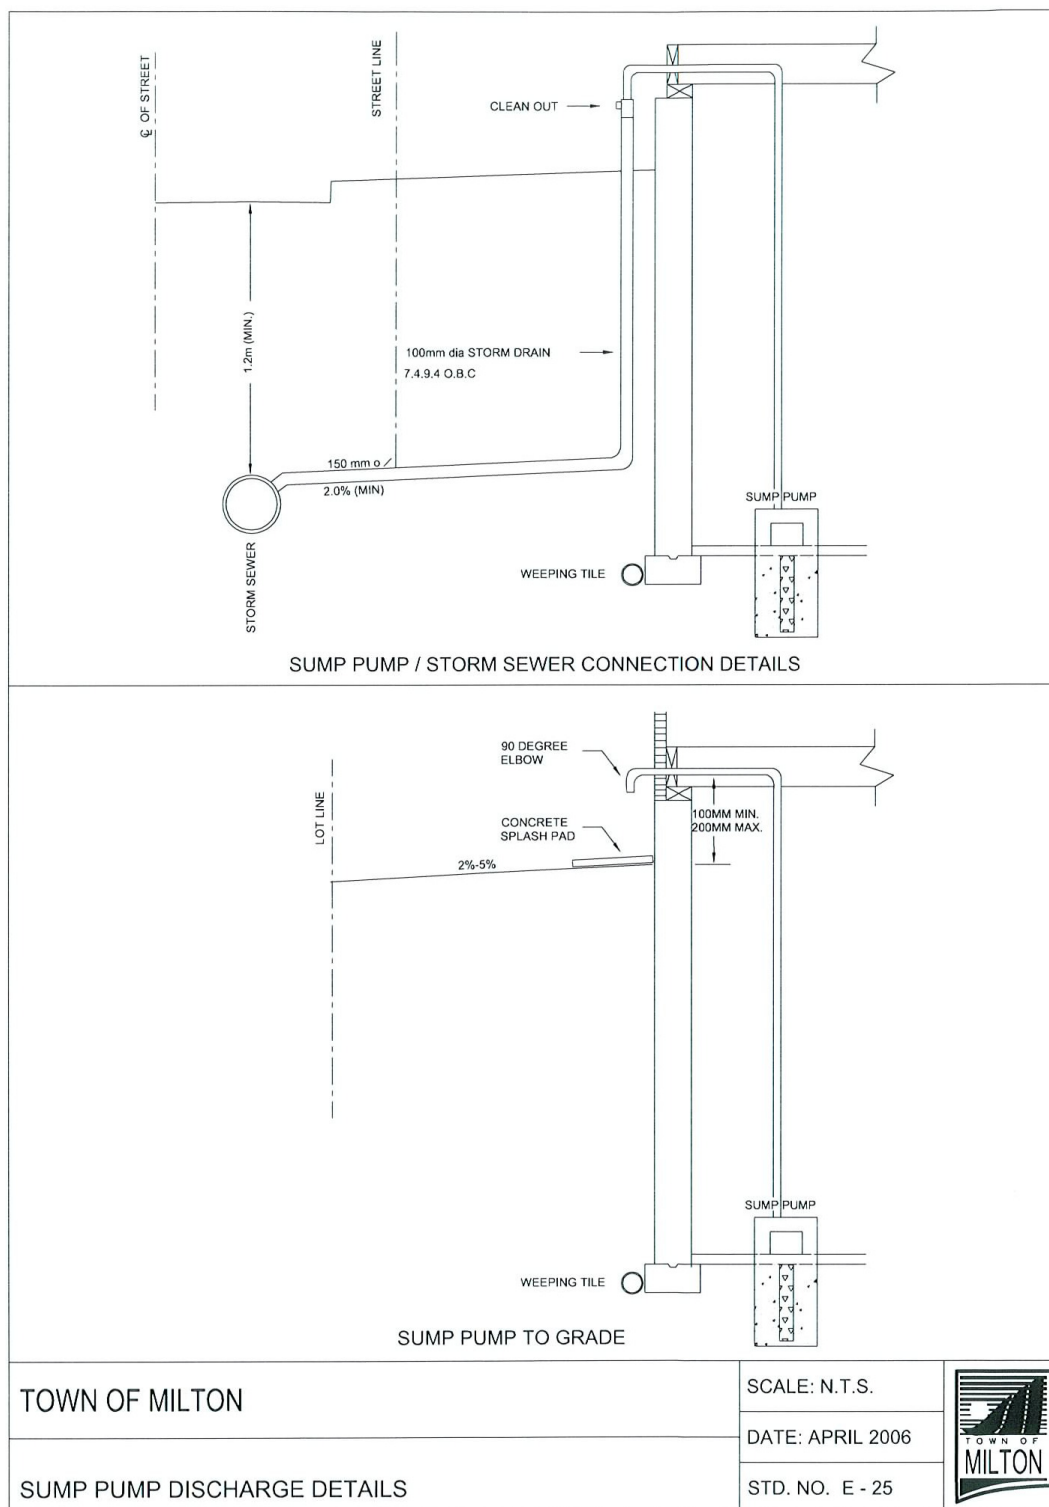 ℄ OF STREET
STREET LINE
CLEAN OUT
1.2m (MIN.)
100mm dia STORM DRAIN
7.4.9.4 O.B.C
150 mm o
2.0% (MIN)
SUMP PUMP
STORM SEWER
WEEPING TILE
SUMP PUMP / STORM SEWER CONNECTION DETAILS
90 DEGREE
ELBOW
LOT LINE
CONCRETE
SPLASH PAD
100MM MIN.
200MM MAX.
2%-5%
SUMP PUMP
WEEPING TILE
SUMP PUMP TO GRADE
TOWN OF MILTON
SCALE: N.T.S.
DATE: APRIL 2006
SUMP PUMP DISCHARGE DETAILS
STD. NO. E - 25
TOWN OF
MILTON